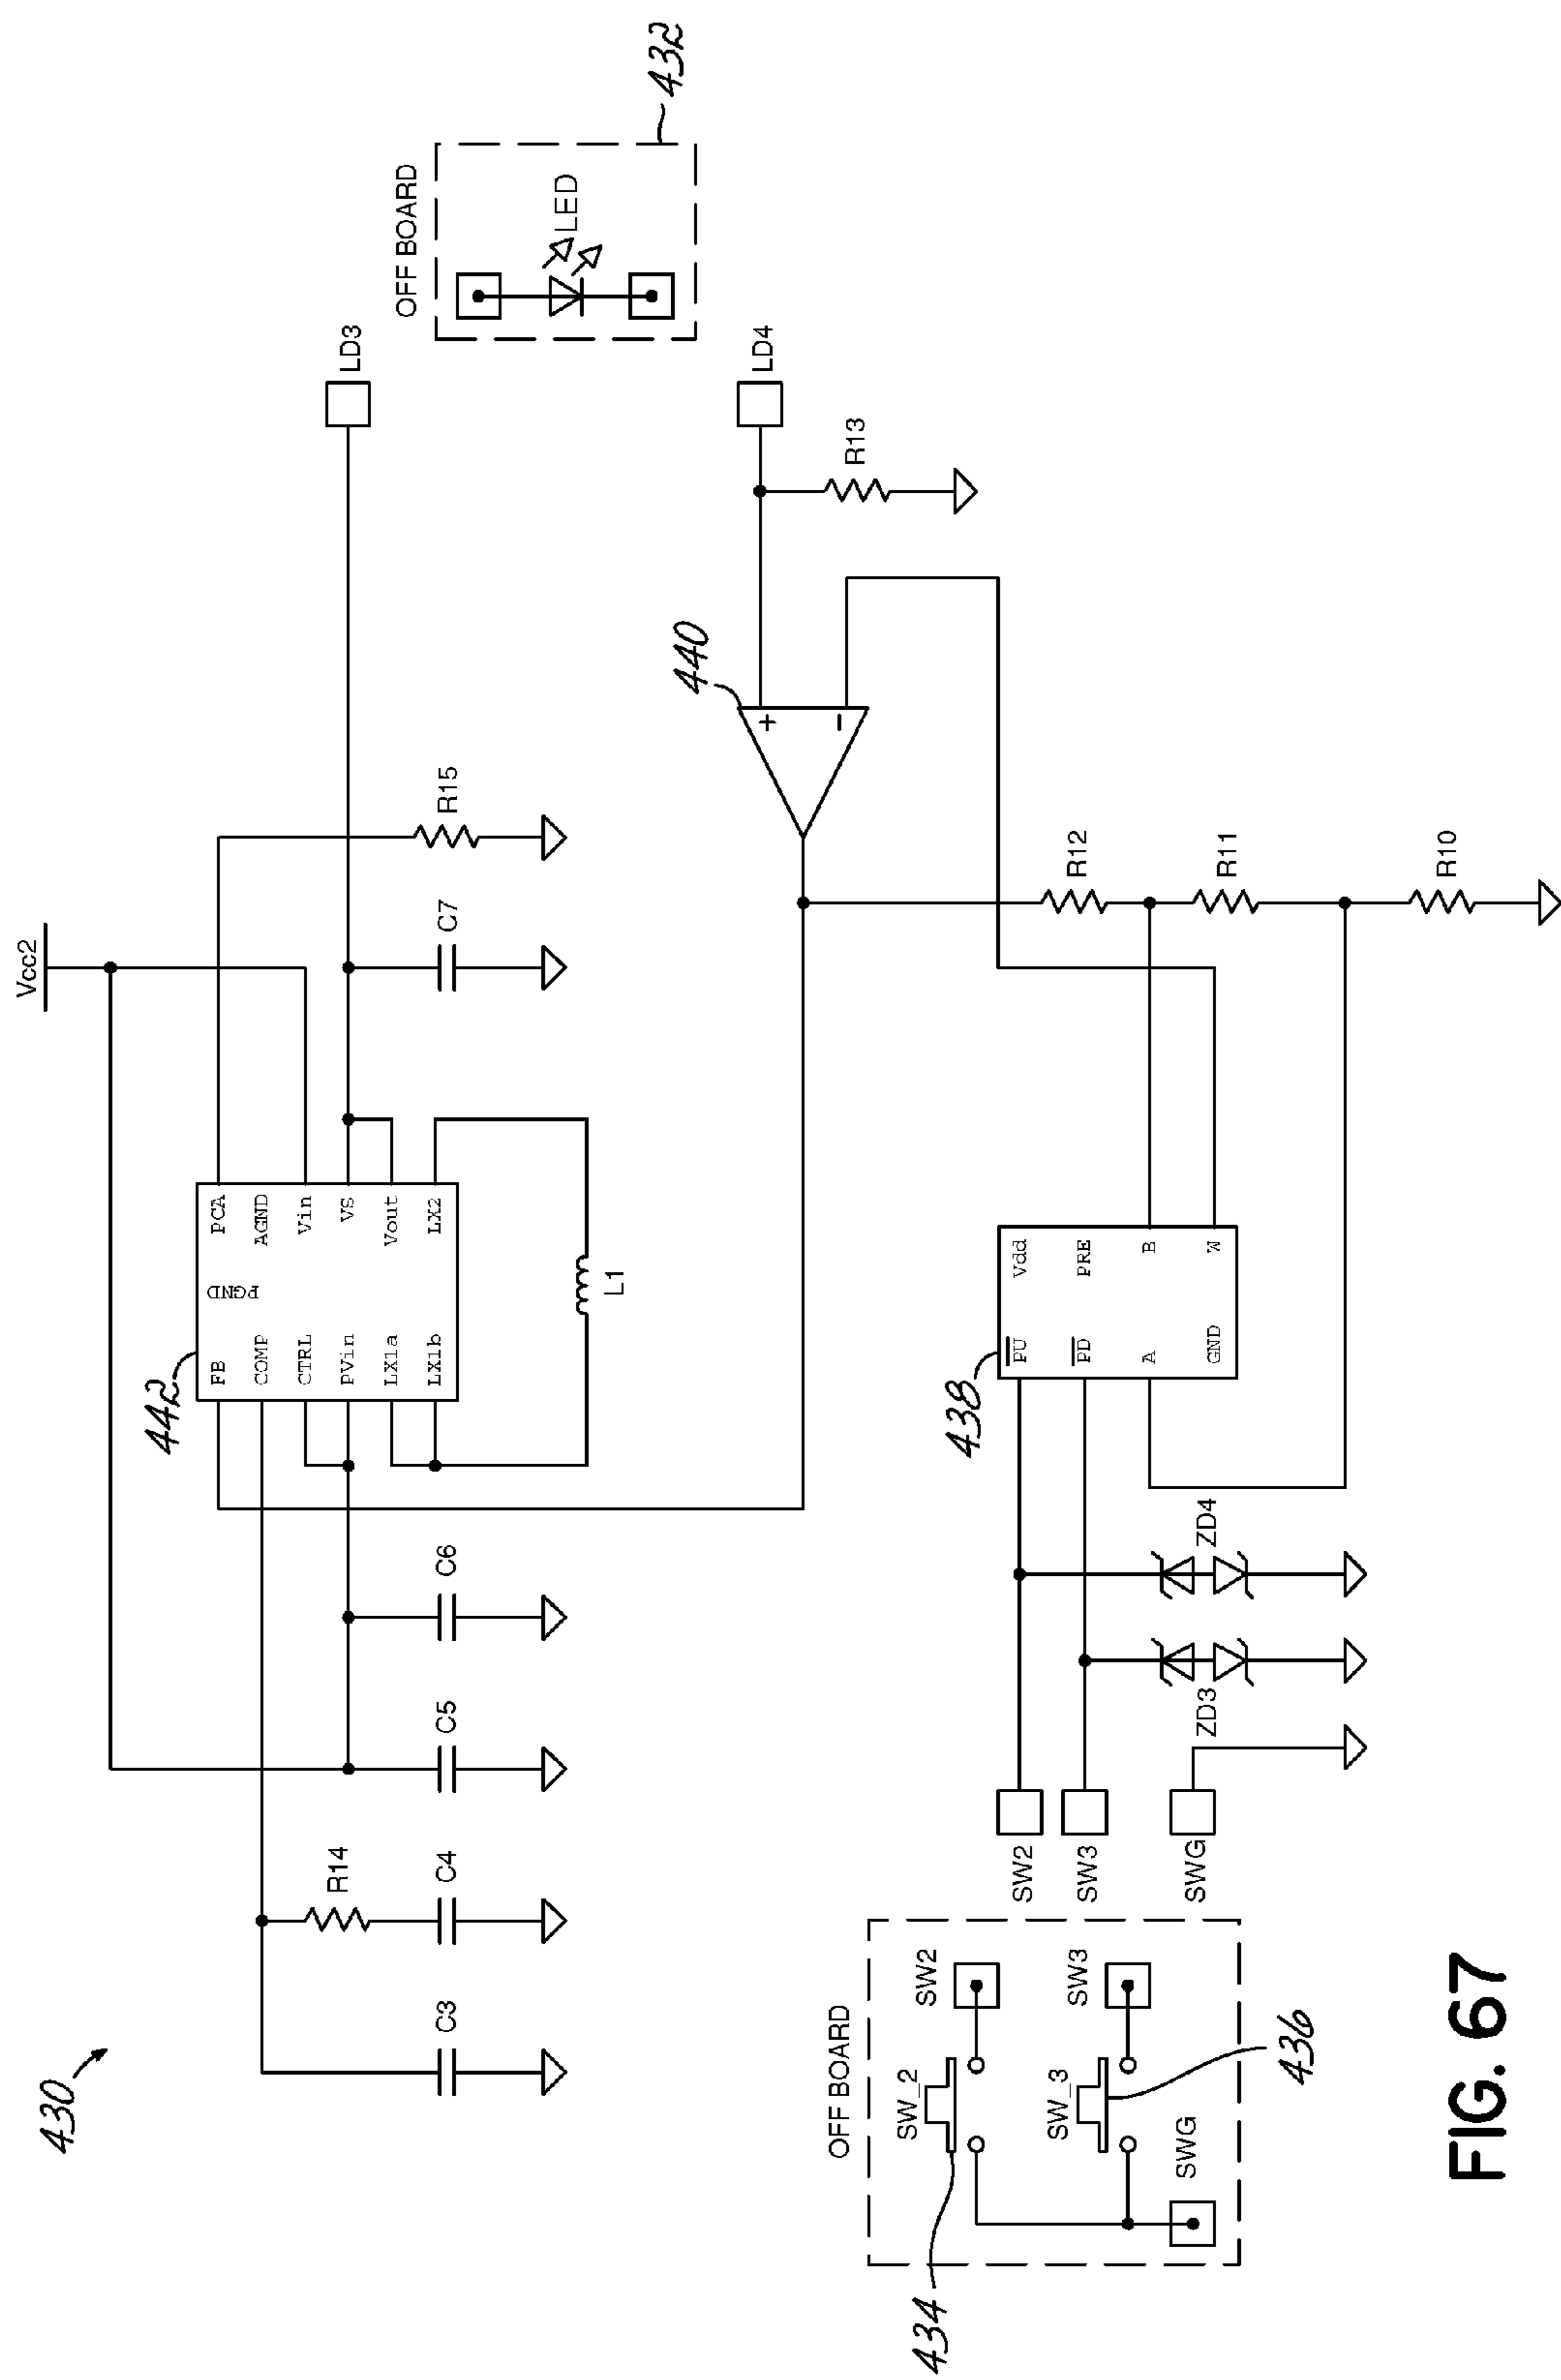 430
Vcc2
442
FB
COMP
CTRL
PVin
LX1a
LX1b
PGND
PCA
AGND
Vin
VS
Vout
LX2
L1
C3
R14
C4
C5
C6
C7
R15
LD3
OFF BOARD
LED
432
LD4
R13
440
+
−
R12
R11
R10
438
PU
PD
A
GND
Vdd
PRE
B
W
ZD4
ZD3
SW2
SW3
SWG
OFF BOARD
SW_2
SW2
SW_3
SW3
SWG
434
436
FIG. 67